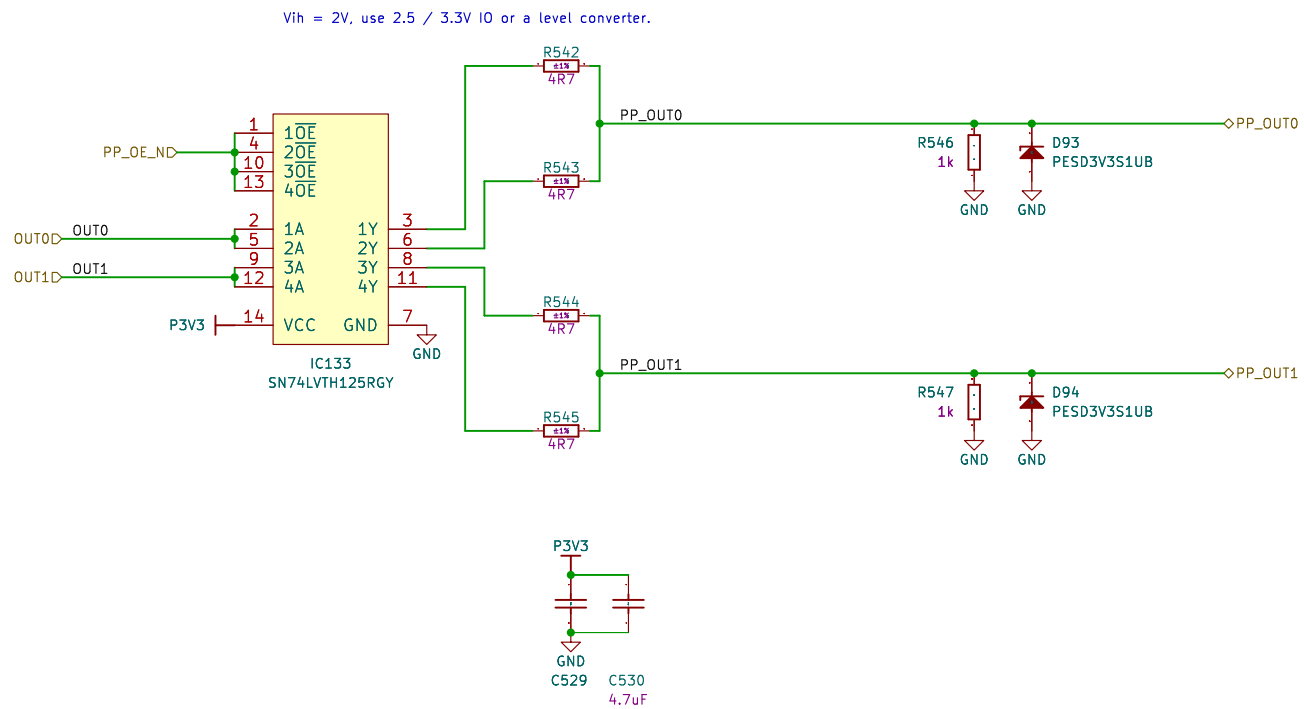 Vih = 2V, use 2.5 / 3.3V IO or a level converter.
R542
±1%
4R7
PP_OUT0
PP_OUT0
R546
1k
D93
PESD3V3S1UB
GND
GND
R543
±1%
4R7
PP_OE_N
1
4
10
13
1OE
2OE
3OE
4OE
OUT0
OUT0
OUT1
OUT1
2
5
9
12
1A
2A
3A
4A
1Y
2Y
3Y
4Y
3
6
8
11
P3V3
14
VCC
GND
7
GND
IC133
SN74LVTH125RGY
R544
±1%
4R7
PP_OUT1
PP_OUT1
R547
1k
D94
PESD3V3S1UB
GND
GND
R545
±1%
4R7
P3V3
GND
C529
C530
4.7uF